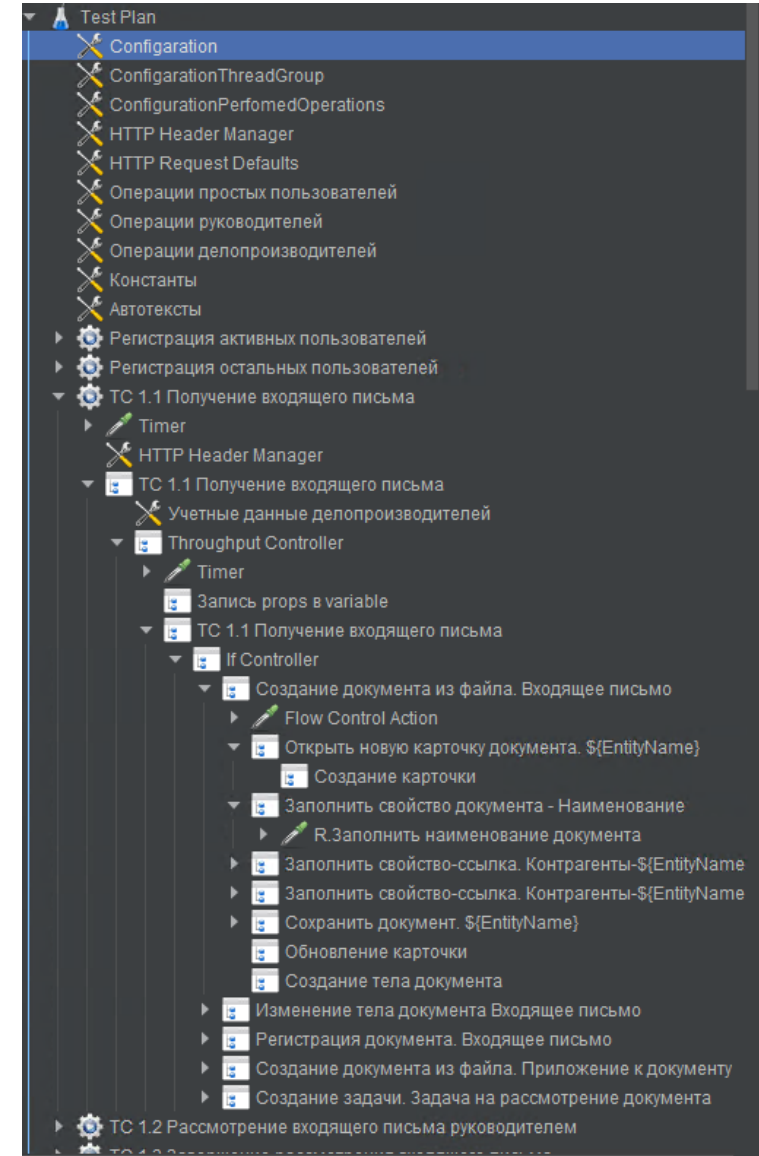 Test Plan
Configaration
ConfigarationThreadGroup
ConfigurationPerfomedOperations
HTTP Header Manager
HTTP Request Defaults
Операции простых пользователей
Операции руководителей
Операции делопроизводителей
Константы
Автотексты
Регистрация активных пользователей
Регистрация остальных пользователей
ТС 1.1 Получение входящего письма
Timer
HTTP Header Manager
ТС 1.1 Получение входящего письма
Учетные данные делопроизводителей
Throughput Controller
Timer
Запись props в variable
ТС 1.1 Получение входящего письма
If Controller
Создание документа из файла. Входящее письмо
Flow Control Action
Открыть новую карточку документа. ${EntityName}
Создание карточки
Заполнить свойство документа - Наименование
R.Заполнить наименование документа
Заполнить свойство-ссылка. Контрагенты-${EntityName
Заполнить свойство-ссылка. Контрагенты-${EntityName
Сохранить документ. ${EntityName}
Обновление карточки
Создание тела документа
Изменение тела документа Входящее письмо
Регистрация документа. Входящее письмо
Создание документа из файла. Приложение к документу
Создание задачи. Задача на рассмотрение документа
ТС 1.2 Рассмотрение входящего письма руководителем